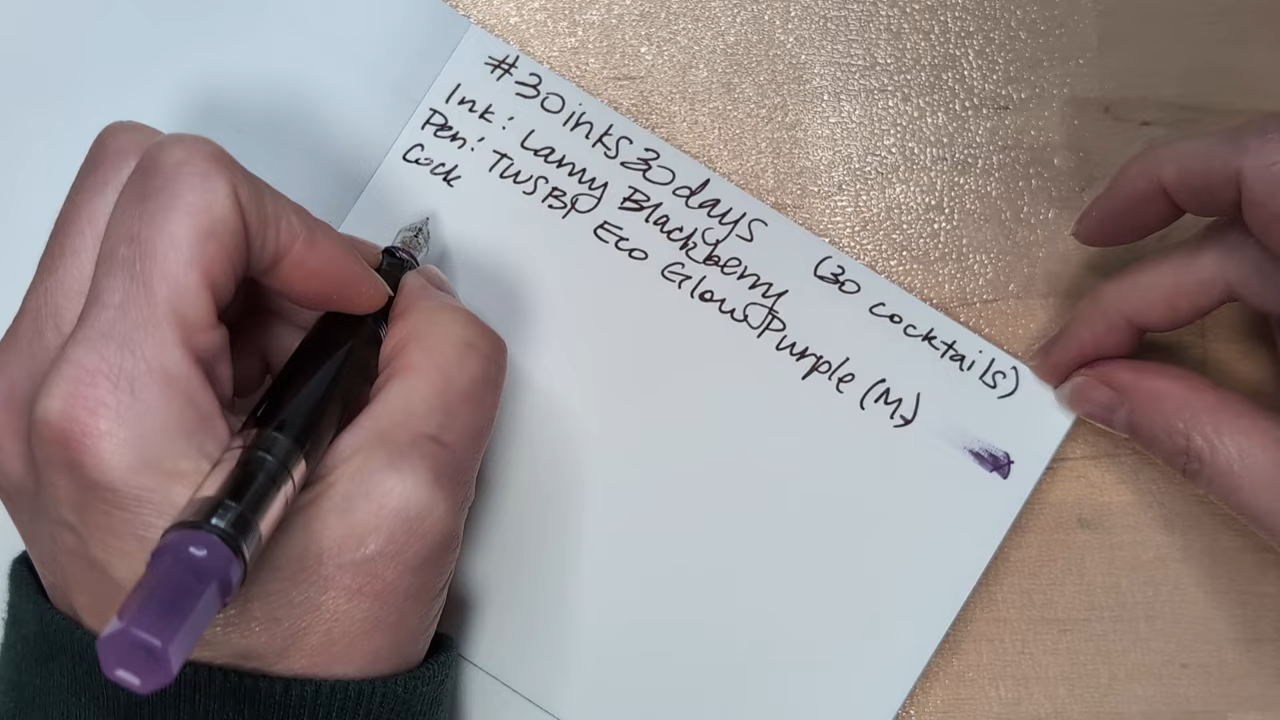 #30inks30days
(30 cocktails)
Ink: Lamy Blackberry
Pen: TWSBI Eco Glow Purple (M)
Cock